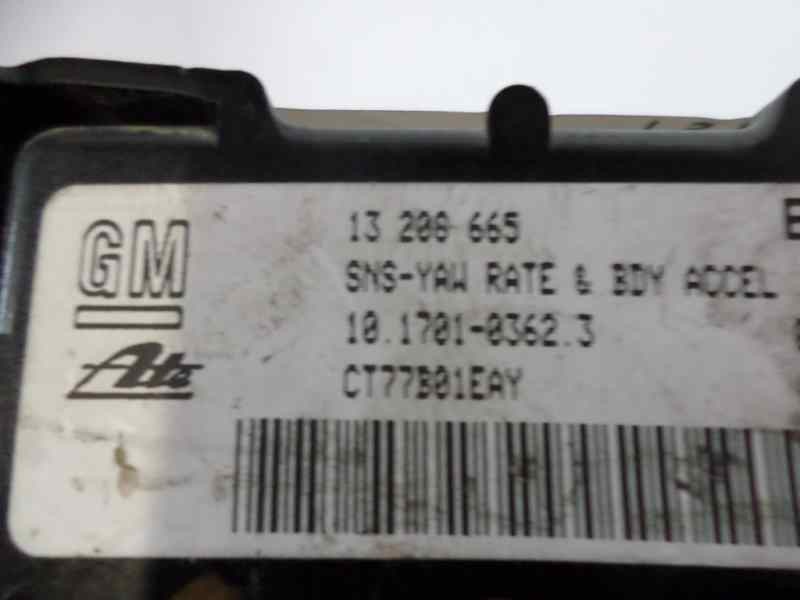 GM
13 208 665
SNS-YAW RATE & BDY ACCEL
10.1701-0362.3
Ate
CT77B01EAY